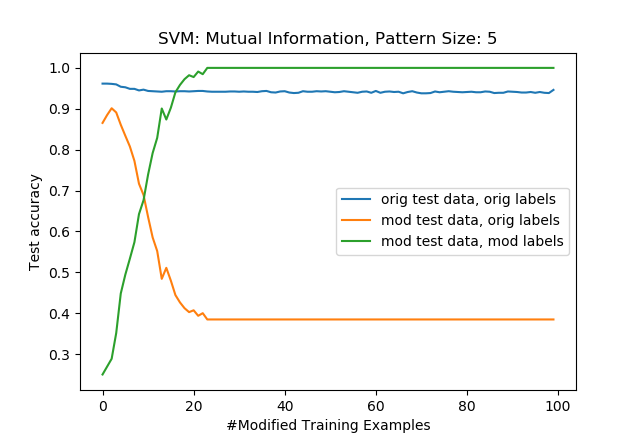 SVM: Mutual Information, Pattern Size: 5
1.0
0.9
0.8
0.7
0.6
0.5
0.4
0.3
Test accuracy
orig test data, orig labels
mod test data, orig labels
mod test data, mod labels
0 20 40 60 80 100
#Modified Training Examples